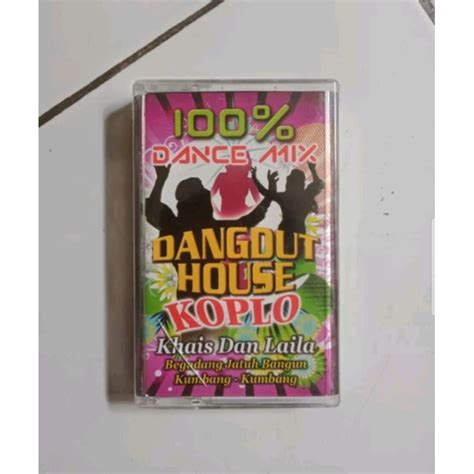 100%
DANCE MIX
DANGDUT
HOUSE
KOPLO
Khais Dan Laila
Begadang Jatuh Bangun
Kumbang - Kumbang